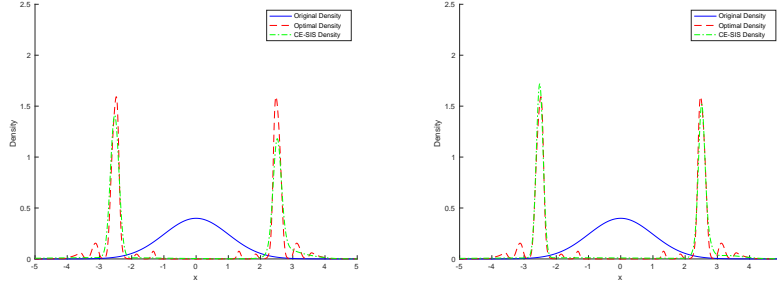 2.5
2
1.5
1
0.5
0
Density
-5 -4 -3 -2 -1 0 1 2 3 4 5
x
Original Density
Optimal Density
CE-SIS Density
2.5
2
1.5
1
0.5
0
Density
-5 -4 -3 -2 -1 0 1 2 3 4
x
Original Density
Optimal Density
CE-SIS Density